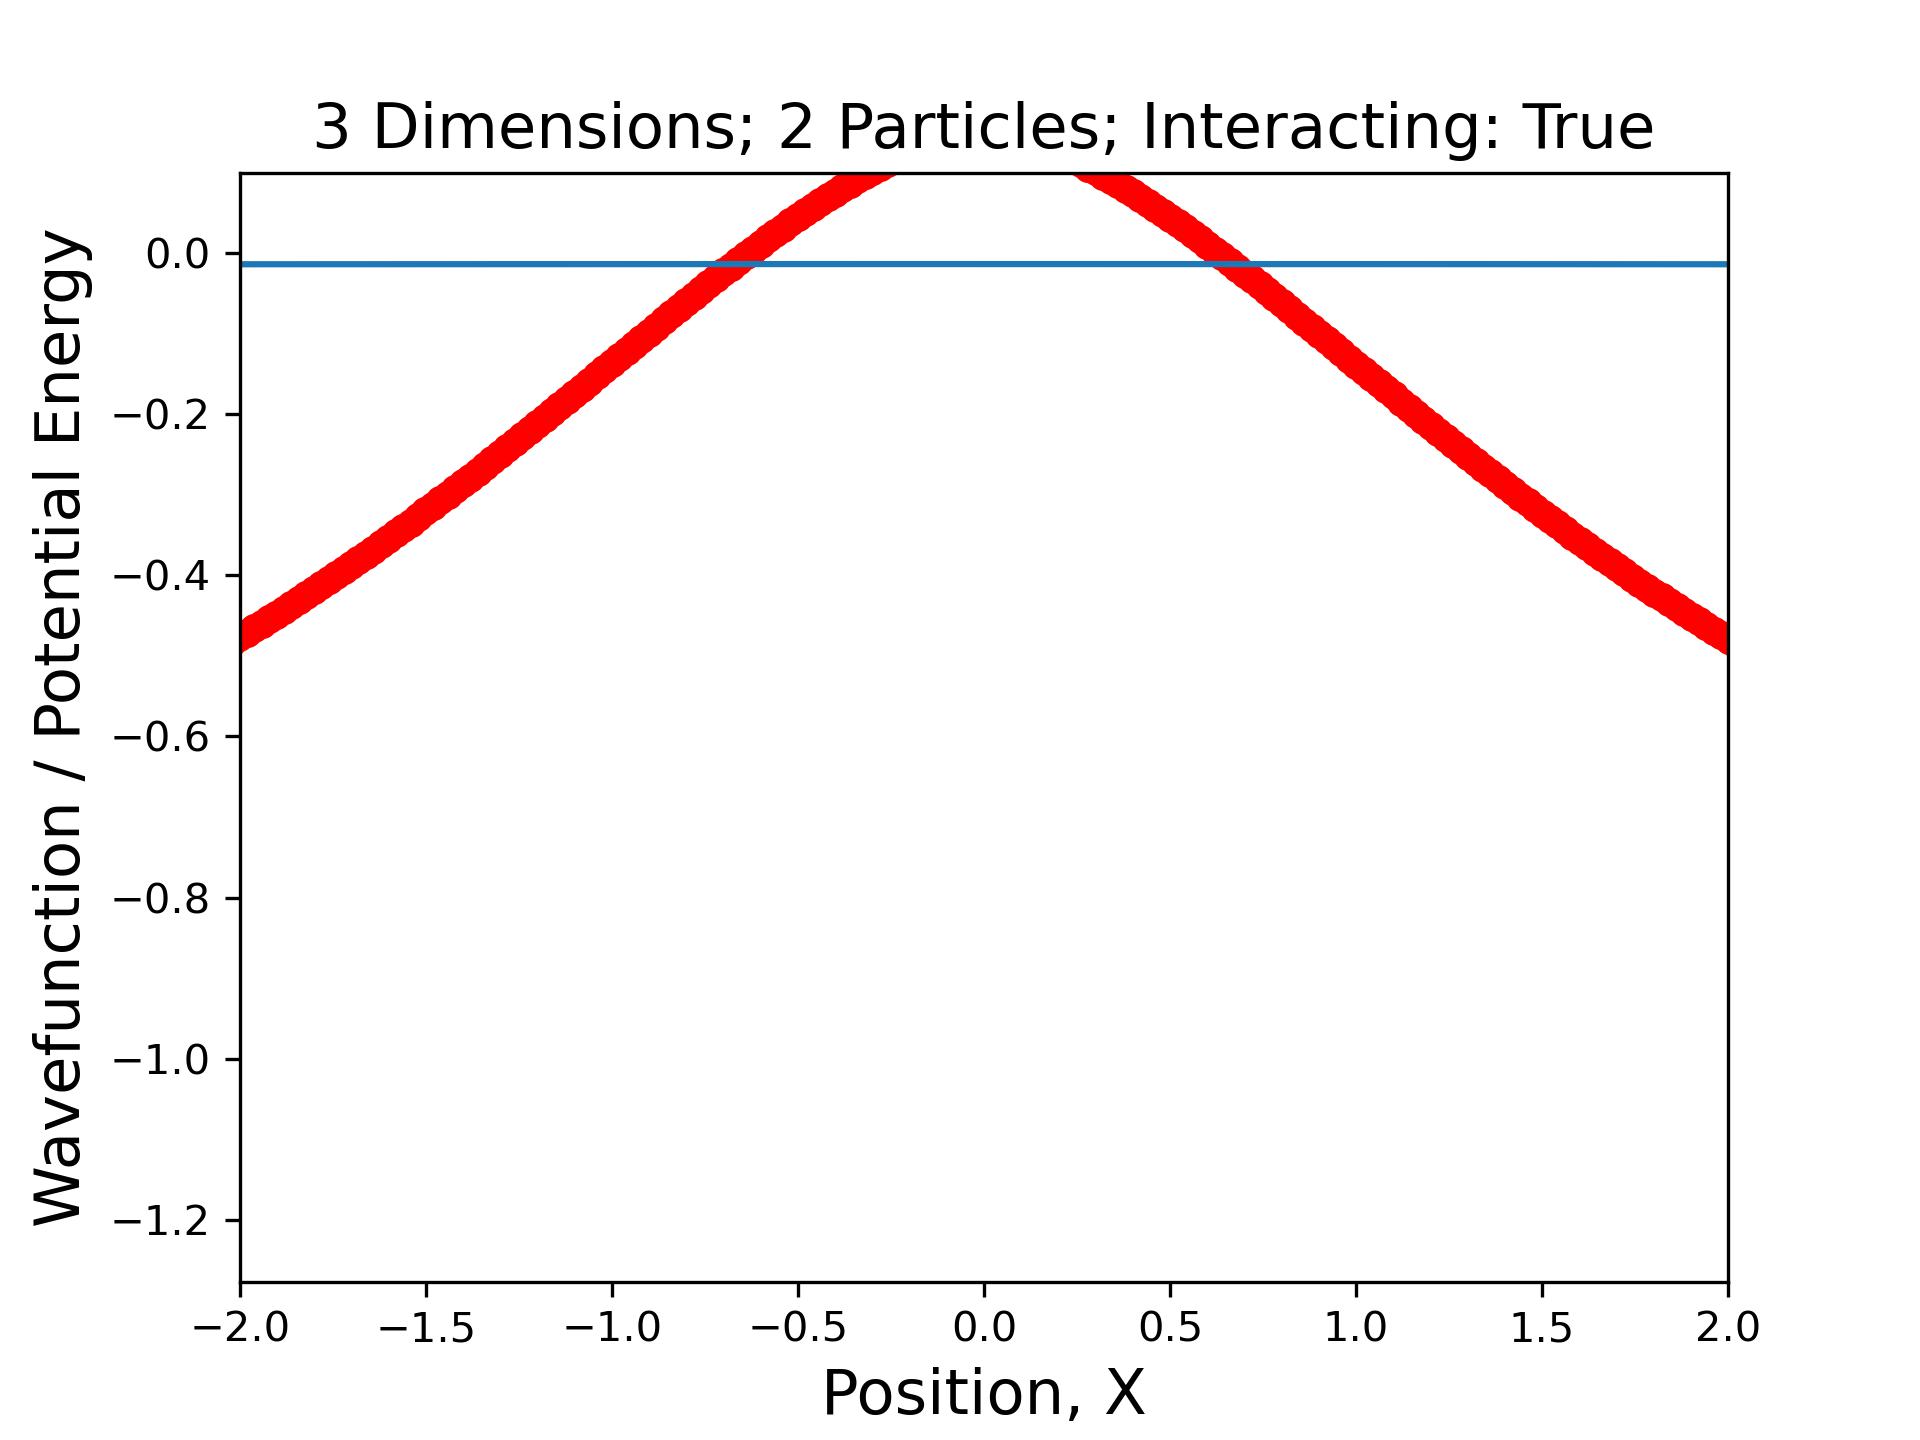 3 Dimensions; 2 Particles; Interacting: True
Wavefunction / Potential Energy
0.0
−0.2
−0.4
−0.6
−0.8
−1.0
−1.2
−2.0 −1.5 −1.0 −0.5 0.0 0.5 1.0 1.5 2.0
Position, X